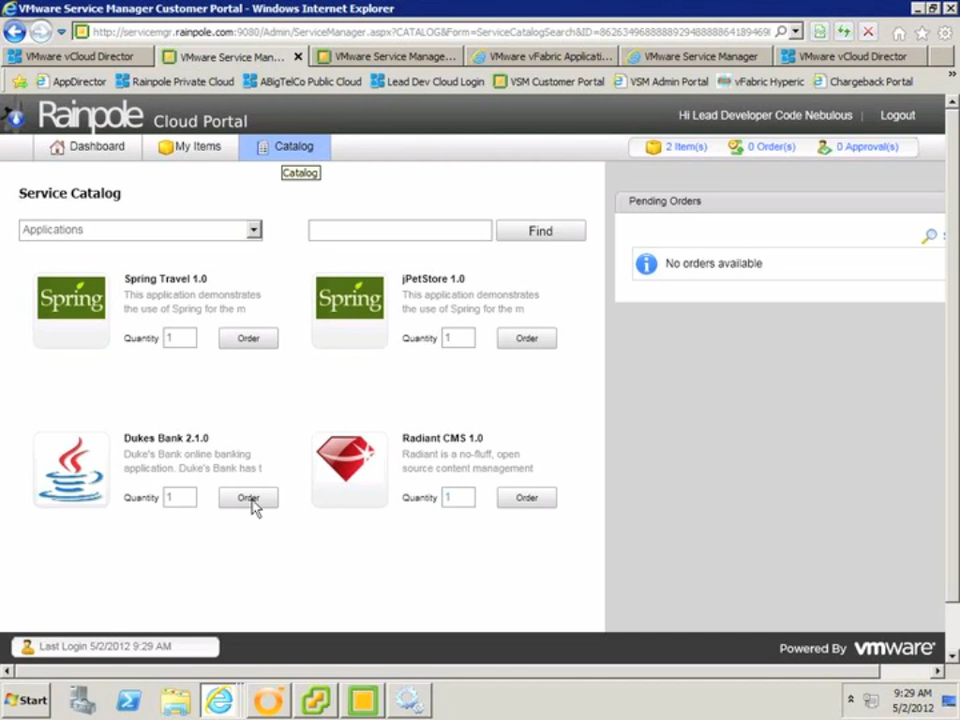 VMware Service Manager Customer Portal - Windows Internet Explorer
VMware vCloud Director
VMware Service Man...
VMware Service Manage...
VMware vFabric Applicati...
VMware Service Manager
VMware vCloud Director
AppDirector
Rainpole Private Cloud
ABigTelCo Public Cloud
Lead Dev Cloud Login
VSM Customer Portal
VSM Admin Portal
vFabric Hyperic
Chargeback Portal
Rainpole Cloud Portal
Hi Lead Developer Code Nebulous | Logout
Dashboard
My Items
Catalog
2 Item(s)
0 Order(s)
0 Approval(s)
Catalog
Service Catalog
Pending Orders
Applications
Find
No orders available
Spring
Spring Travel 1.0
This application demonstrates
the use of Spring for the m
Quantity 1 Order
Spring
jPetStore 1.0
This application demonstrates
the use of Spring for the m
Quantity 1 Order
Dukes Bank 2.1.0
Duke's Bank online banking
application. Duke's Bank has t
Quantity 1 Order
Radiant CMS 1.0
Radiant is a no-fluff, open
source content management
Quantity 1 Order
Last Login 5/2/2012 9:29 AM
Powered By vmware
Start
9:29 AM
5/2/2012